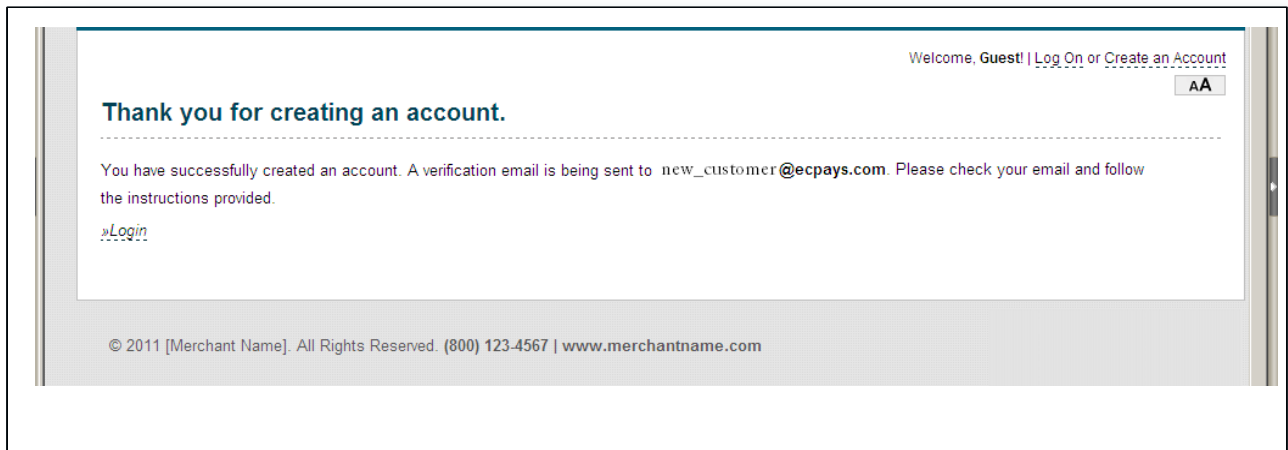 Welcome, Guest! | Log On or Create an Account
AA
Thank you for creating an account.
You have successfully created an account. A verification email is being sent to new_customer@ecpays.com. Please check your email and follow
the instructions provided.
»Login
© 2011 [Merchant Name]. All Rights Reserved. (800) 123-4567 | www.merchantname.com